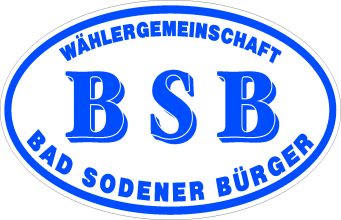 WÄHLERGEMEINSCHAFT
BSB
BAD SODENER BÜRGER